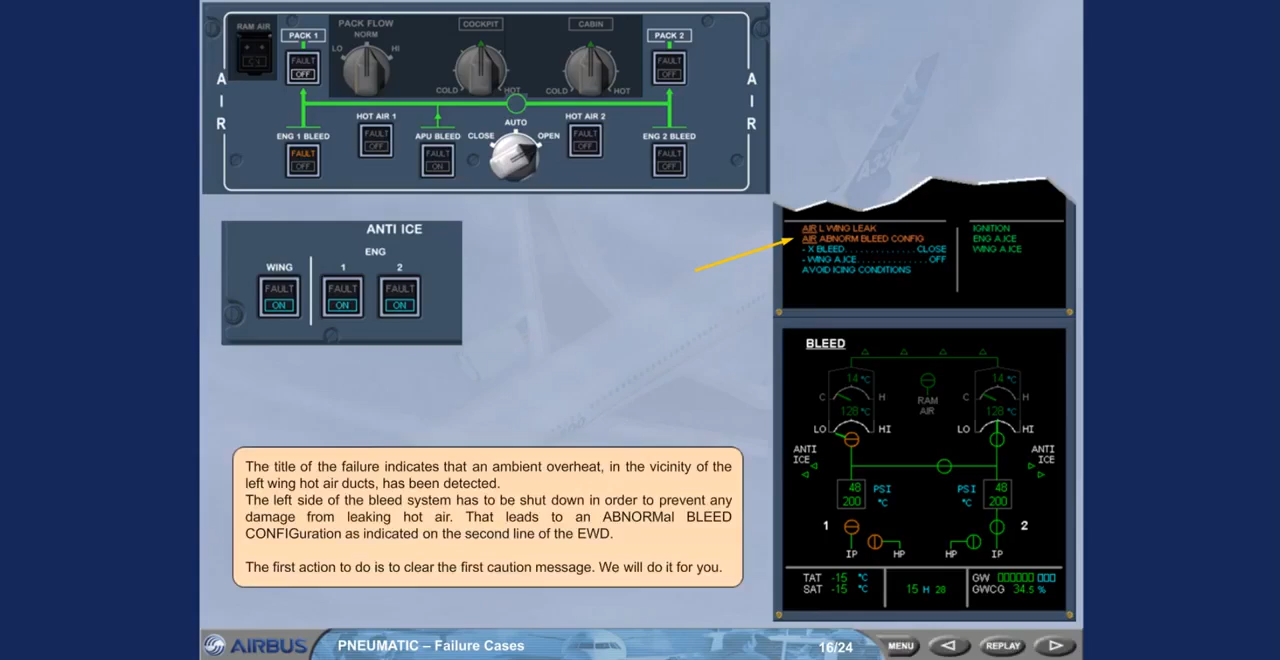 RAM AIR
PACK 1
FAULT
OFF
PACK FLOW
NORM
LO
HI
COCKPIT
COLD
HOT
CABIN
COLD
HOT
PACK 2
FAULT
OFF
A
I
R
A
I
R
ENG 1 BLEED
FAULT
OFF
HOT AIR 1
FAULT
OFF
APU BLEED
FAULT
ON
AUTO
CLOSE
OPEN
HOT AIR 2
FAULT
OFF
ENG 2 BLEED
FAULT
OFF
ANTI ICE
ENG
WING
1
2
FAULT
ON
FAULT
ON
FAULT
ON
AIR L WING LEAK
AIR ABNORM BLEED CONFIG
- X BLEED..............CLOSE
- WING A.ICE..............OFF
AVOID ICING CONDITIONS
IGNITION
ENG A.ICE
WING A.ICE
BLEED
14 °C
14 °C
C
H
RAM
AIR
C
H
128 °C
128 °C
LO
HI
LO
HI
ANTI
ICE
ANTI
ICE
48
PSI
PSI
48
200
°C
°C
200
1
2
IP
HP
HP
IP
TAT -15 °C
SAT -15 °C
15 H 28
GW
GWCG 34.5 %
The title of the failure indicates that an ambient overheat, in the vicinity of the
left wing hot air ducts, has been detected.
The left side of the bleed system has to be shut down in order to prevent any
damage from leaking hot air. That leads to an ABNORMal BLEED
CONFIGuration as indicated on the second line of the EWD.
The first action to do is to clear the first caution message. We will do it for you.
AIRBUS
PNEUMATIC – Failure Cases
16/24
MENU
REPLAY